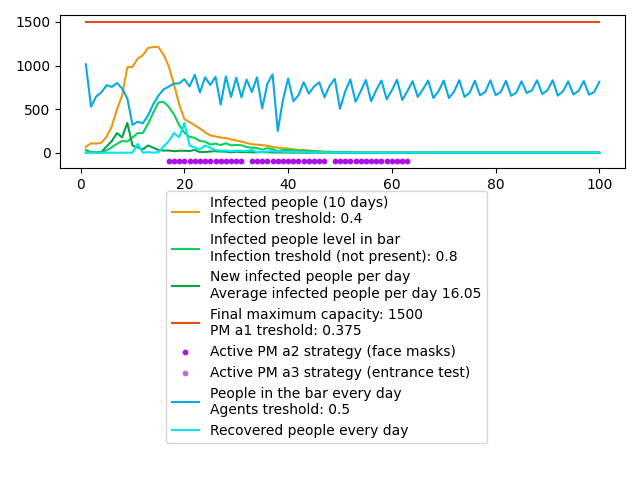 1500
1000
500
0
0 20 40 60 80 100
Infected people (10 days)
Infection treshold: 0.4
Infected people level in bar
Infection treshold (not present): 0.8
New infected people per day
Average infected people per day 16.05
Final maximum capacity: 1500
PM a1 treshold: 0.375
Active PM a2 strategy (face masks)
Active PM a3 strategy (entrance test)
People in the bar every day
Agents treshold: 0.5
Recovered people every day